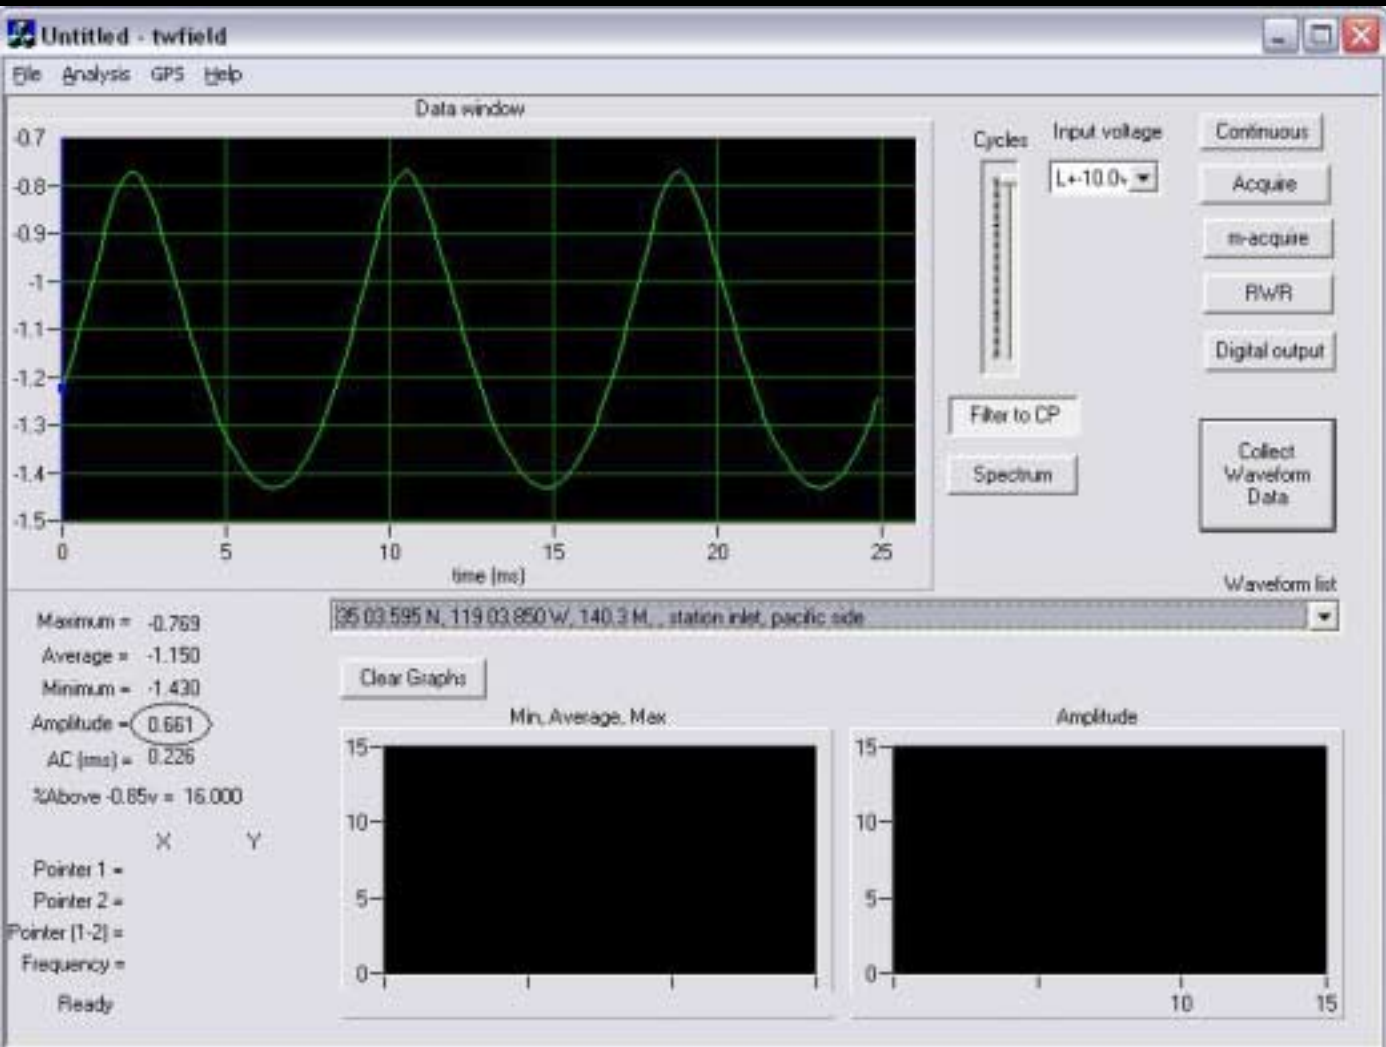 Untitled - twfield
File Analysis GPS Help
Data window
-0.7
-0.8
-0.9
-1
-1.1
-1.2
-1.3
-1.4
-1.5
0 5 10 15 20 25
time (ms)
Cycles
Input voltage
L+-10.0v
Filter to CP
Spectrum
Continuous
Acquire
m-acquire
RWR
Digital output
Collect
Waveform
Data
Waveform list
35 03.595 N, 119 03.850 W, 140.3 M, , station inlet, pacific side
Maximum = -0.769
Average = -1.150
Minimum = -1.430
Amplitude = 0.661
AC (rms) = 0.226
%Above -0.85v = 16.000
X Y
Pointer 1 =
Pointer 2 =
Pointer (1-2) =
Frequency =
Ready
Clear Graphs
Min, Average, Max
15
10
5
0
Amplitude
15
10
5
0
10 15